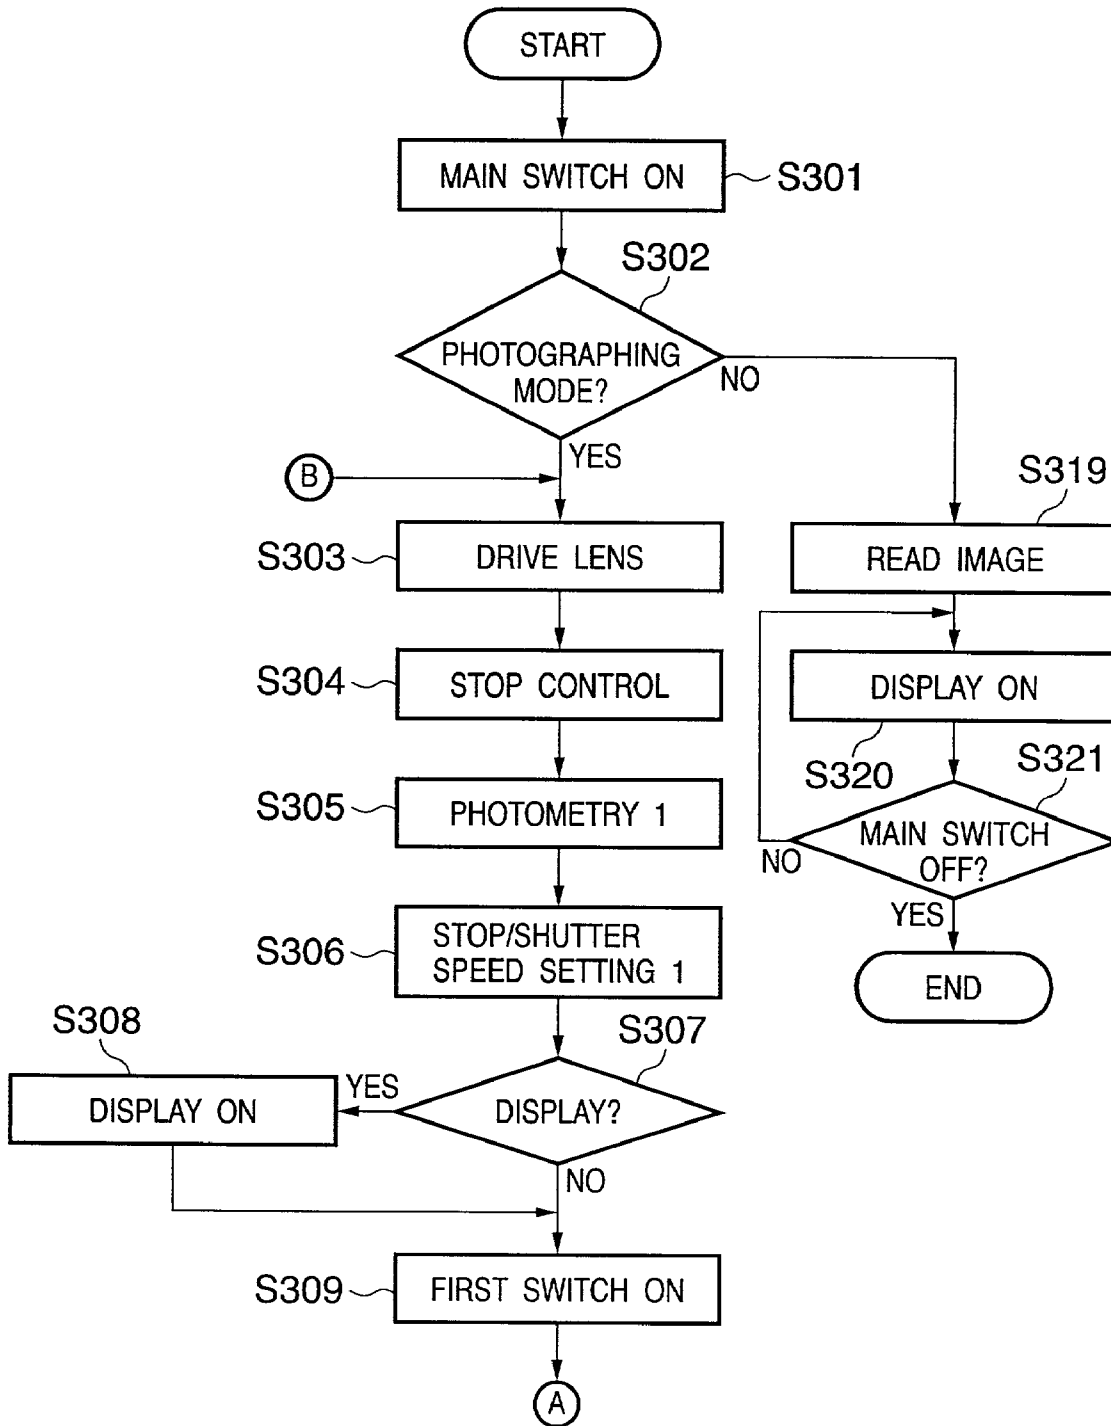 START
MAIN SWITCH ON
S301
S302
PHOTOGRAPHING
MODE?
NO
YES
B
S303
DRIVE LENS
S304
STOP CONTROL
S305
PHOTOMETRY 1
S306
STOP/SHUTTER
SPEED SETTING 1
S307
DISPLAY?
YES
S308
DISPLAY ON
NO
S309
FIRST SWITCH ON
A
S319
READ IMAGE
DISPLAY ON
S320
S321
MAIN SWITCH
OFF?
NO
YES
END